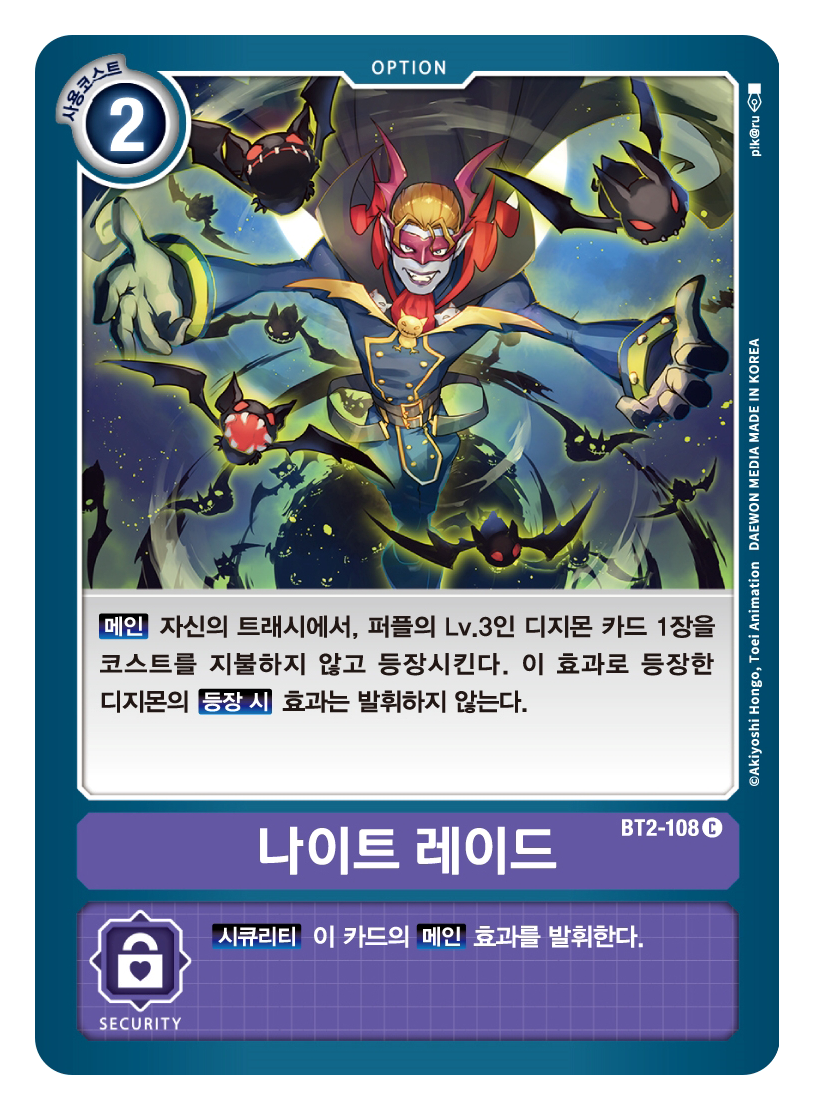 OPTION
사용코스트
2
plk@ru
메인 자신의 트래시에서, 퍼플의 Lv.3인 디지몬 카드 1장을
코스트를 지불하지 않고 등장시킨다. 이 효과로 등장한
디지몬의 등장 시 효과는 발휘하지 않는다.
©Akiyoshi Hongo, Toei Animation DAEWON MEDIA MADE IN KOREA
BT2-108 C
나이트 레이드
시큐리티 이 카드의 메인 효과를 발휘한다.
SECURITY